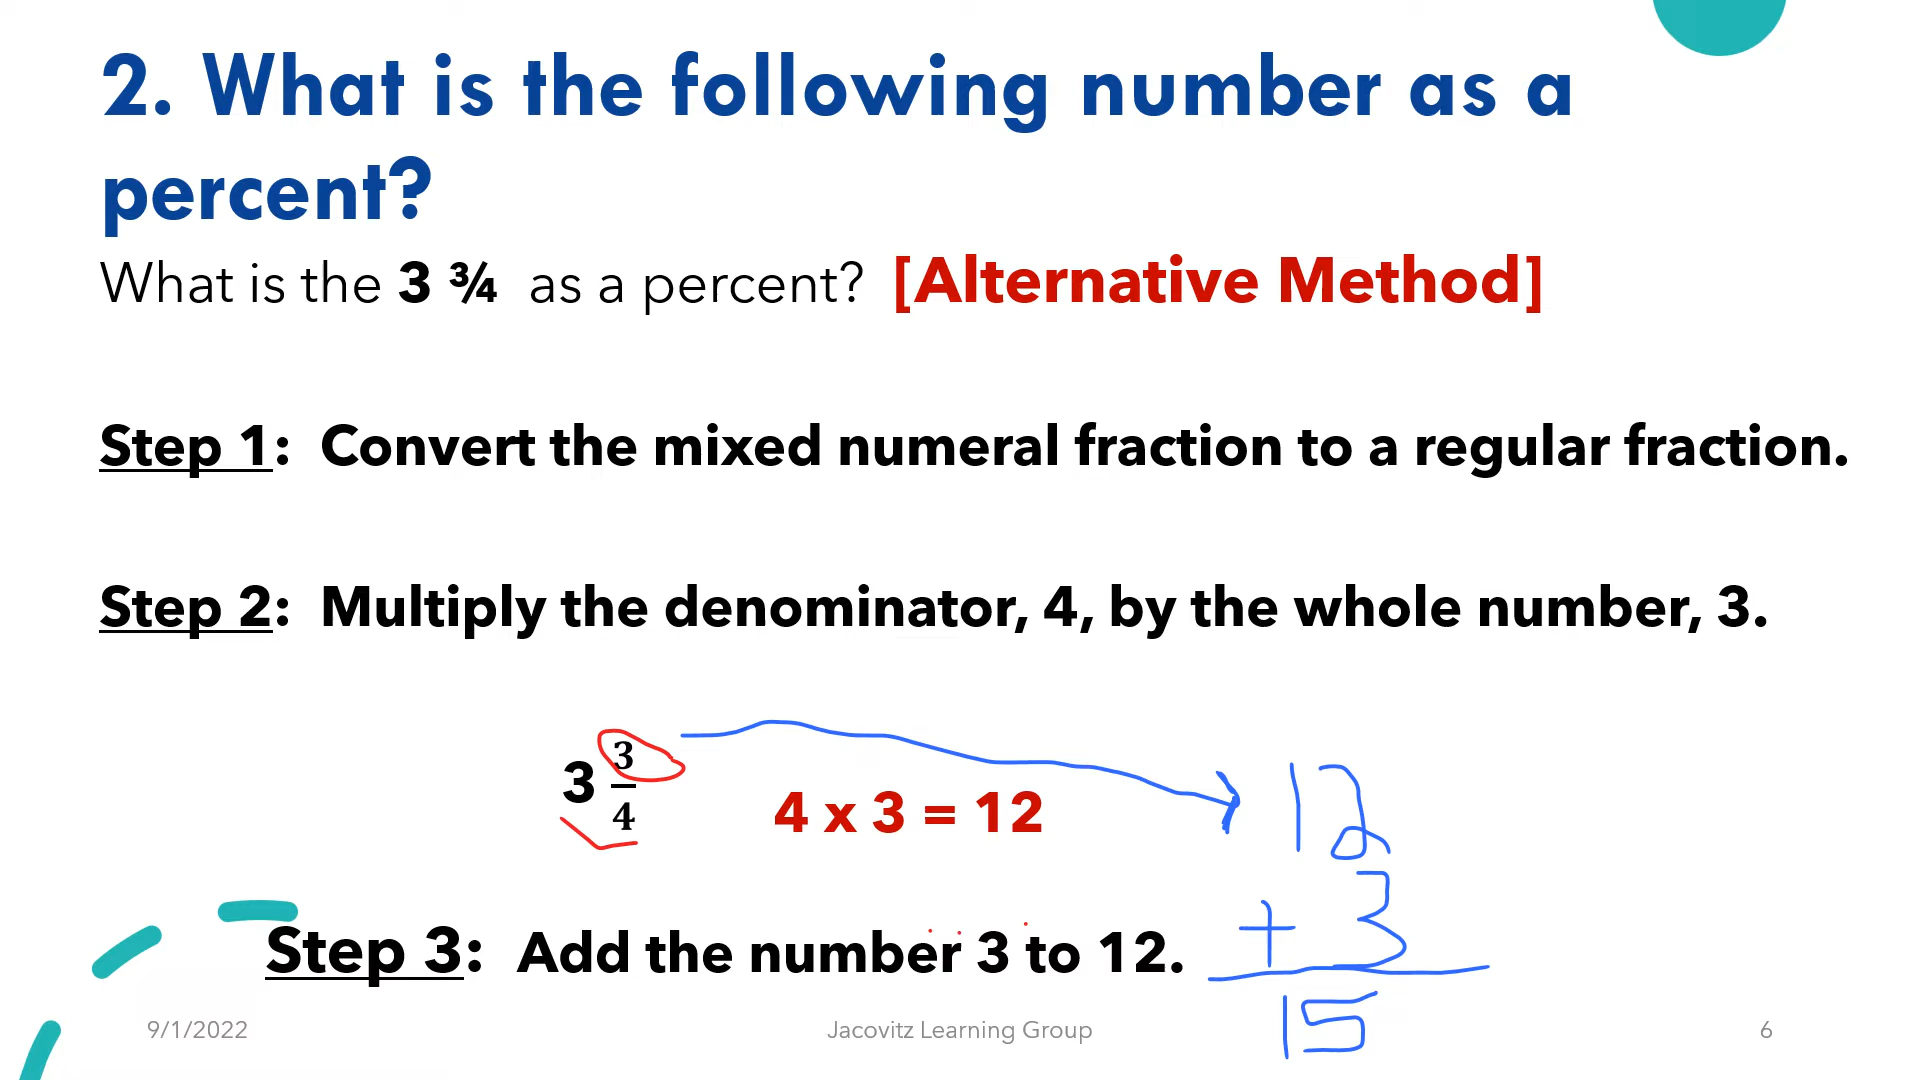 2. What is the following number as a
percent?
What is the 3 ¾ as a percent? [Alternative Method]
Step 1: Convert the mixed numeral fraction to a regular fraction.
Step 2: Multiply the denominator, 4, by the whole number, 3.
3 3/4
4 x 3 = 12
12
+ 3
15
Step 3: Add the number 3 to 12.
9/1/2022
Jacovitz Learning Group
6